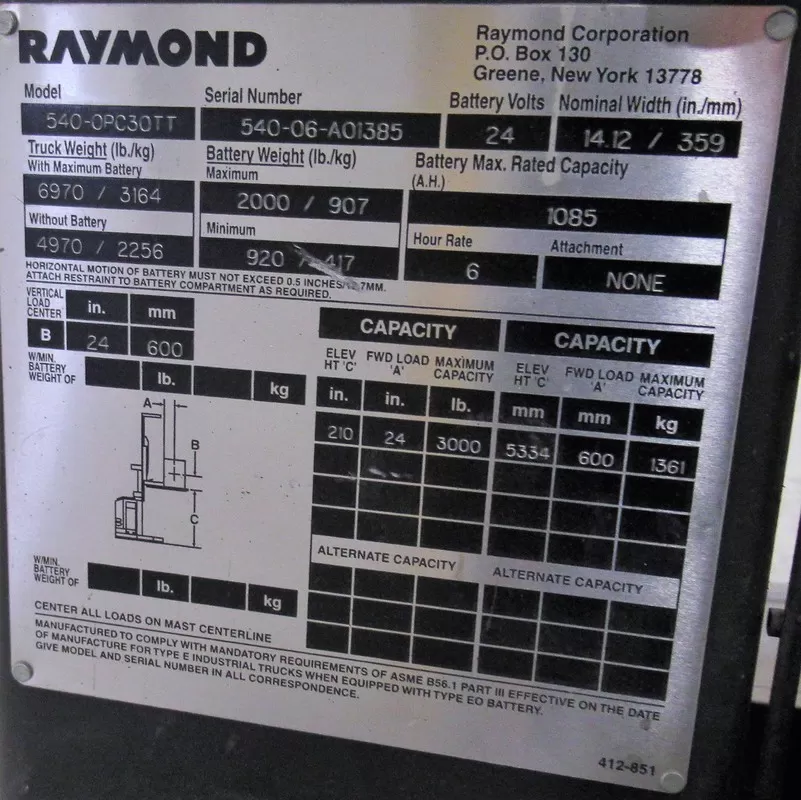 RAYMOND
Raymond Corporation
P.O. Box 130
Greene, New York 13778
Model
540-OPC30TT
Serial Number
540-06-A01385
Battery Volts
24
Nominal Width (in./mm)
14.12 / 359
Truck Weight (lb./kg)
With Maximum Battery
6970 / 3164
Without Battery
4970 / 2256
Battery Weight (lb./kg)
Maximum
2000 / 907
Minimum
920 / 417
Battery Max. Rated Capacity
(A.H.)
1085
Hour Rate
6
Attachment
NONE
HORIZONTAL MOTION OF BATTERY MUST NOT EXCEED 0.5 INCHES/12.7MM.
ATTACH RESTRAINT TO BATTERY COMPARTMENT AS REQUIRED.
VERTICAL
LOAD
CENTER
in. mm
B 24 600
W/MIN.
BATTERY
WEIGHT OF
lb. kg
A
B
C
B
CAPACITY CAPACITY
ELEV HT 'C' FWD LOAD 'A' MAXIMUM CAPACITY ELEV HT 'C' FWD LOAD 'A' MAXIMUM CAPACITY
in. in. lb. mm mm kg
210 24 3000 5334 600 1361
ALTERNATE CAPACITY ALTERNATE CAPACITY
W/MIN.
BATTERY
WEIGHT OF
lb. kg
CENTER ALL LOADS ON MAST CENTERLINE
MANUFACTURED TO COMPLY WITH MANDATORY REQUIREMENTS OF ASME B56.1 PART III EFFECTIVE ON THE DATE
OF MANUFACTURE FOR TYPE E INDUSTRIAL TRUCKS WHEN EQUIPPED WITH TYPE EO BATTERY.
GIVE MODEL AND SERIAL NUMBER IN ALL CORRESPONDENCE.
412-851